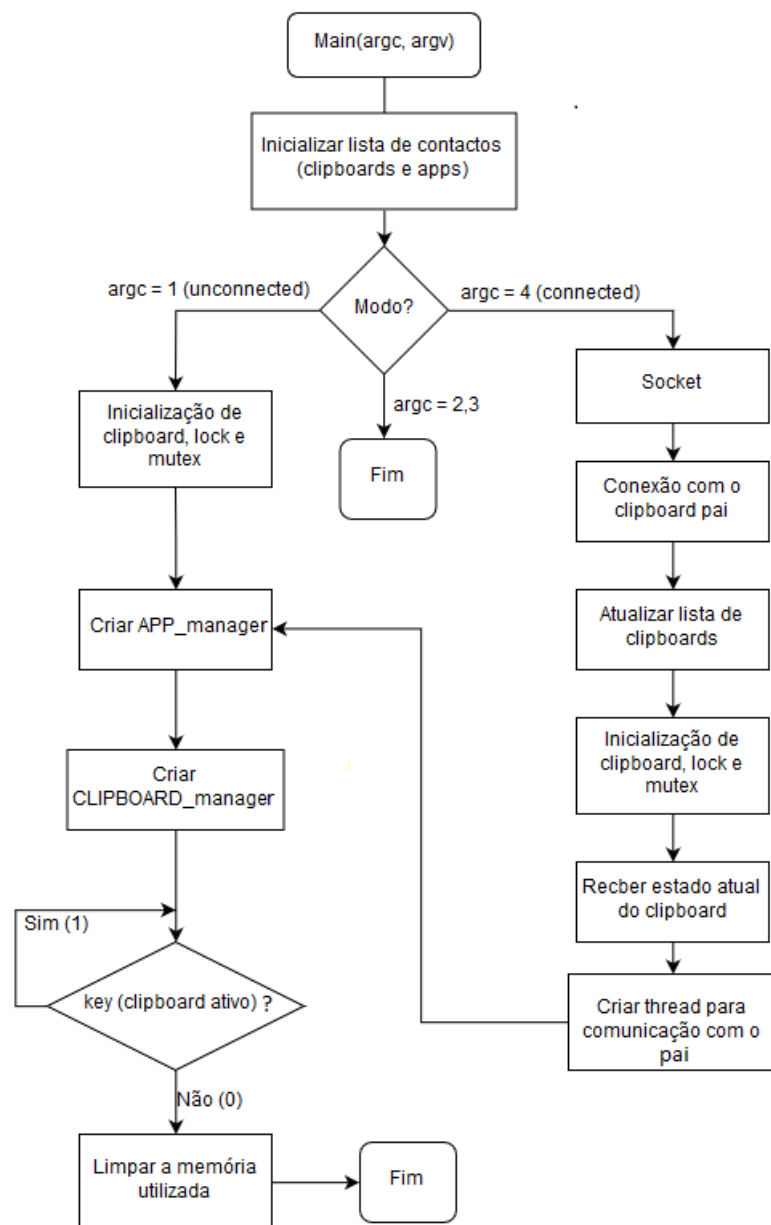 Main(argc, argv)
Inicializar lista de contactos
(clipboards e apps)
argc = 1 (unconnected)
Modo?
argc = 4 (connected)
argc = 2,3
Fim
Inicialização de
clipboard, lock e
mutex
Criar APP_manager
Criar
CLIPBOARD_manager
Sim (1)
key (clipboard ativo) ?
Não (0)
Limpar a memória
utilizada
Fim
Socket
Conexão com o
clipboard pai
Atualizar lista de
clipboards
Inicialização de
clipboard, lock e
mutex
Recber estado atual
do clipboard
Criar thread para
comunicação com o
pai